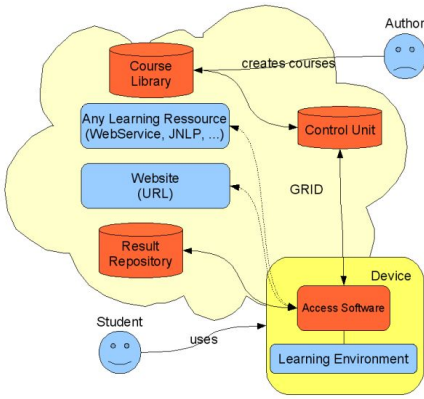 Author
Course
Library
creates courses
Any Learning Ressource
(WebService, JNLP, ...)
Control Unit
Website
(URL)
GRID
Result
Repository
Device
Access Software
Student
uses
Learning Environment